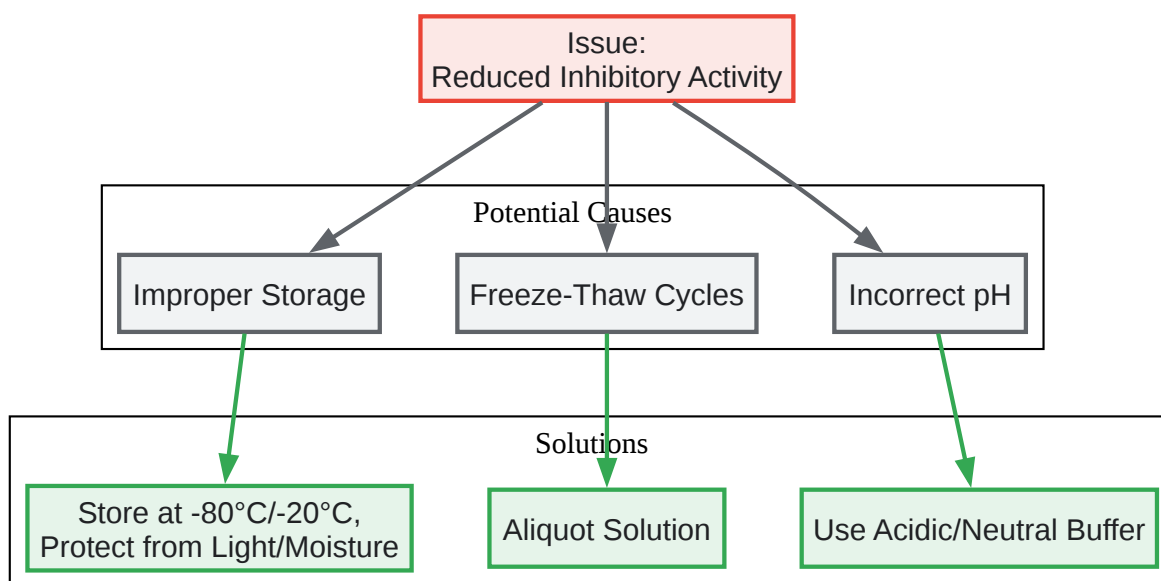 Issue:
Reduced Inhibitory Activity
Potential Causes
Improper Storage
Freeze-Thaw Cycles
Incorrect pH
Solutions
Store at -80°C/-20°C,
Protect from Light/Moisture
Aliquot Solution
Use Acidic/Neutral Buffer